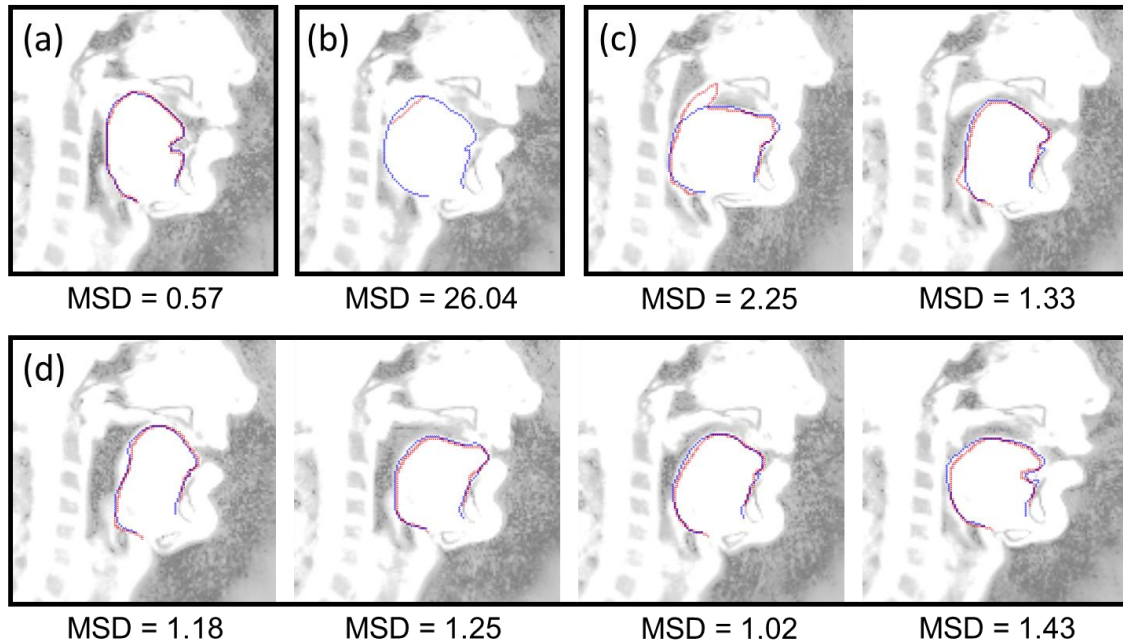 (a) (b) (c)
MSD = 0.57 MSD = 26.04 MSD = 2.25 MSD = 1.33
(d)
MSD = 1.18 MSD = 1.25 MSD = 1.02 MSD = 1.43